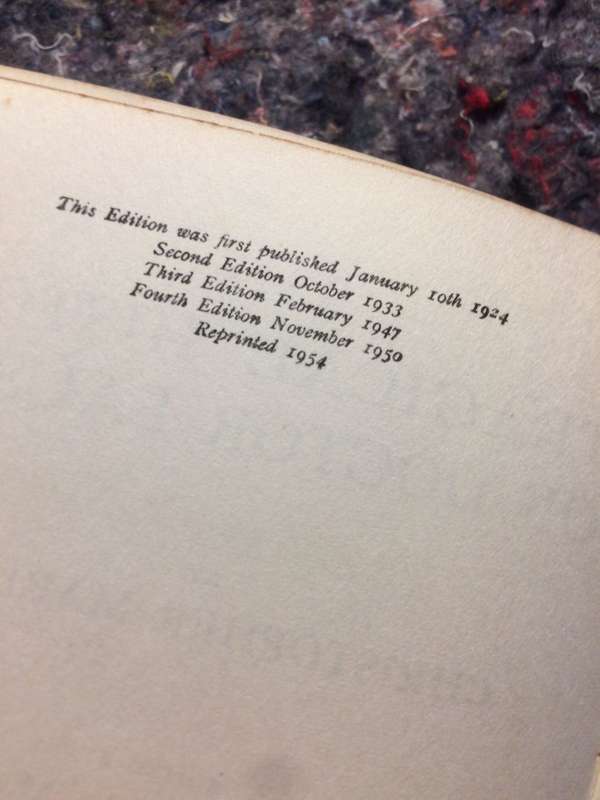 This Edition was first published January 10th 1924
Second Edition October 1933
Third Edition February 1947
Fourth Edition November 1950
Reprinted 1954